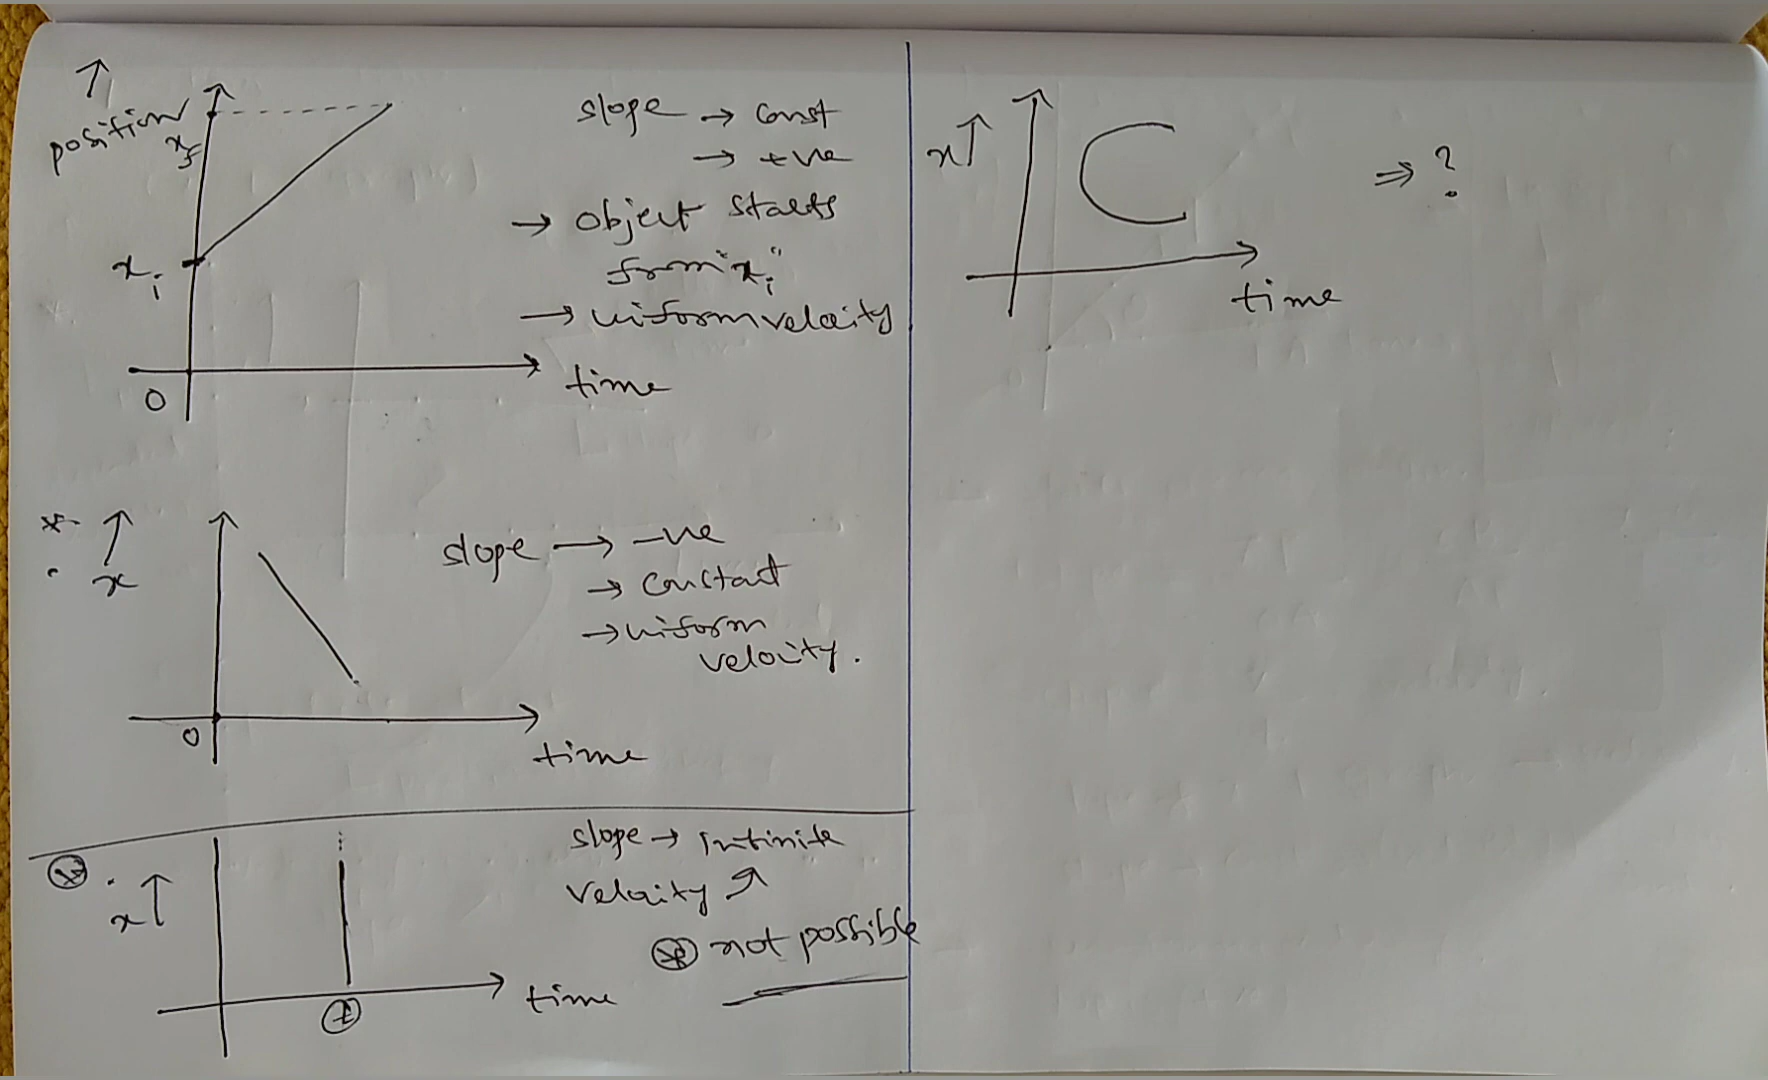 ↑
position
x_f
slope → const
→ +ve
→ object starts
from "x_i"
x_i
→ uniform velocity
0
time
x ↑
⇒ ?
time
* ↑
x
slope → -ve
→ constant
→ uniform
velocity.
0
time
slope → Infinite
velocity
x ↑
* not possible
time
t